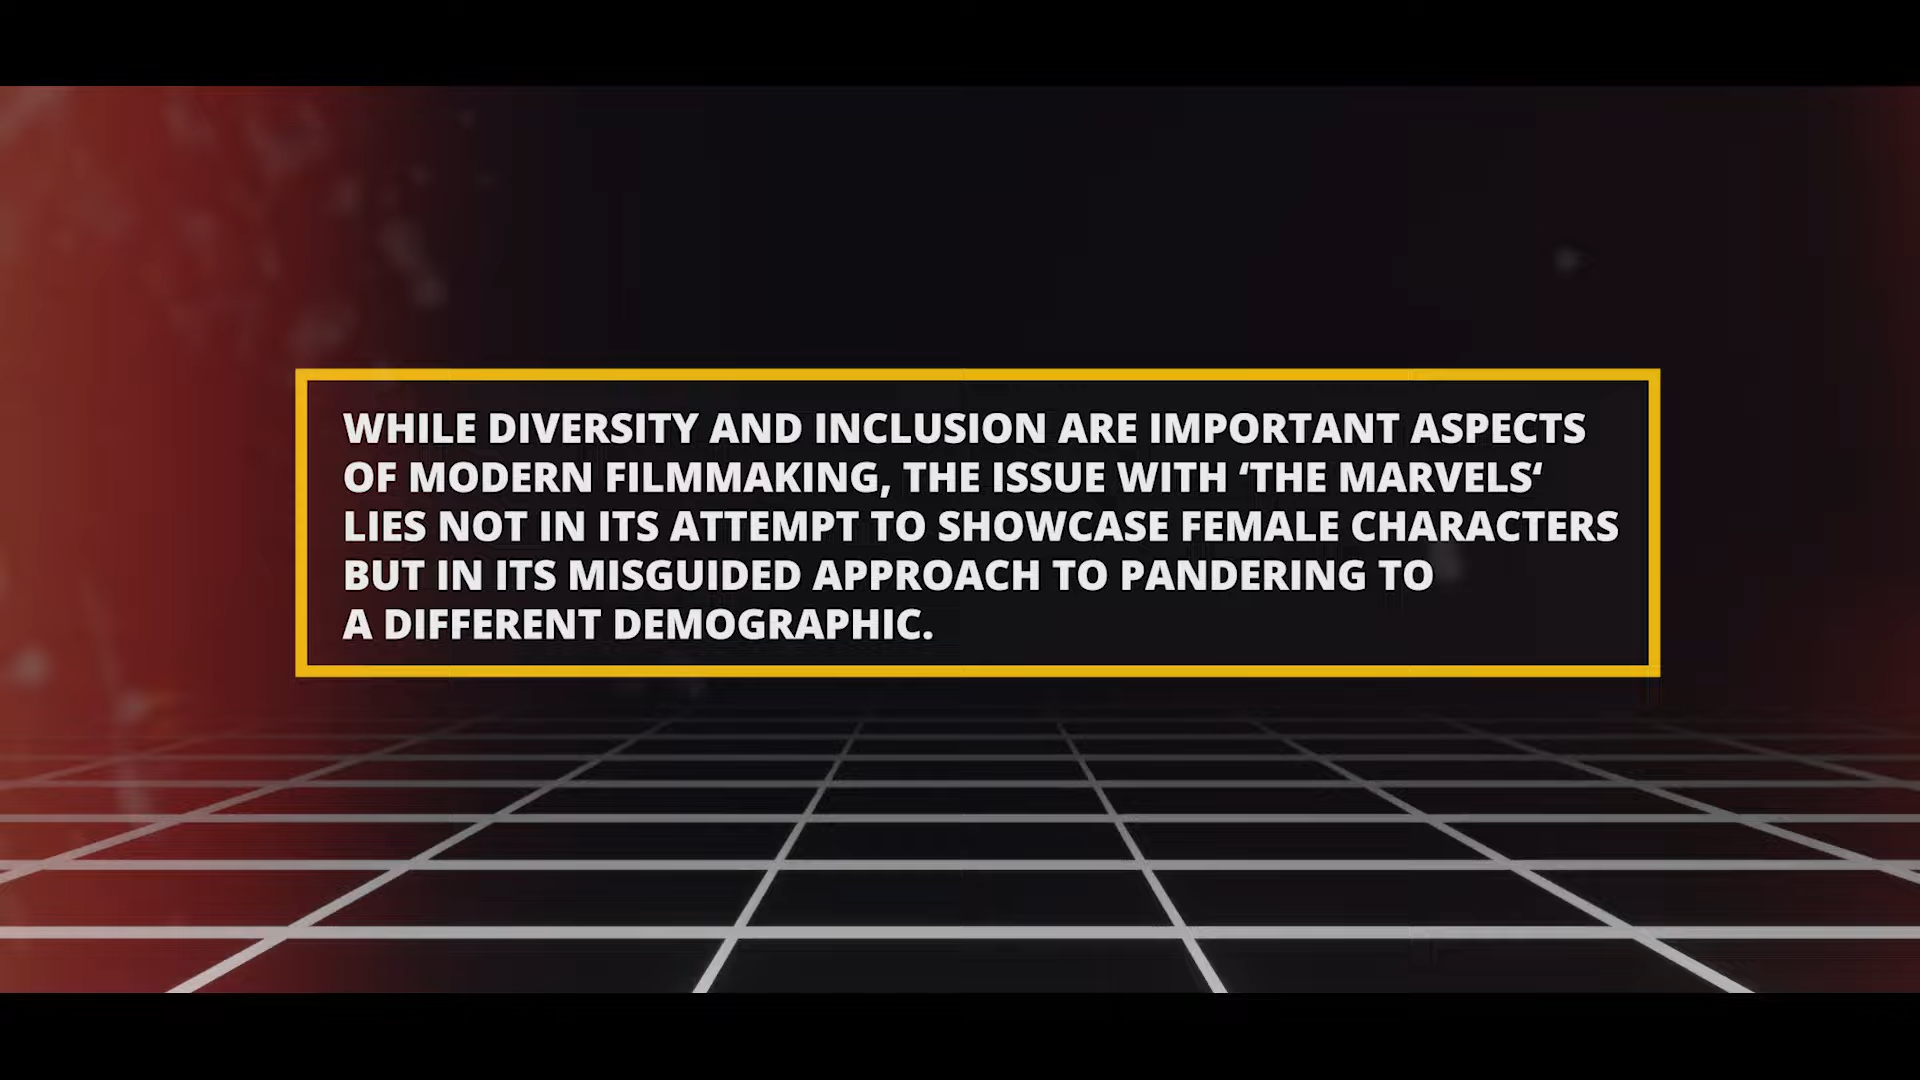 WHILE DIVERSITY AND INCLUSION ARE IMPORTANT ASPECTS
OF MODERN FILMMAKING, THE ISSUE WITH ‘THE MARVELS‘
LIES NOT IN ITS ATTEMPT TO SHOWCASE FEMALE CHARACTERS
BUT IN ITS MISGUIDED APPROACH TO PANDERING TO
A DIFFERENT DEMOGRAPHIC.